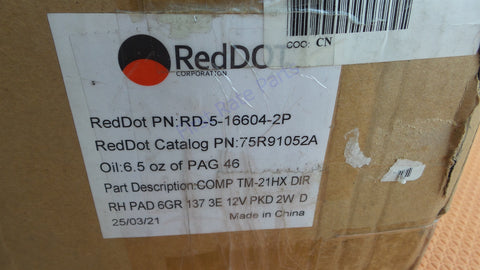 RedDOT
CORPORATION
COO: CN
RedDot PN:RD-5-16604-2P
RedDot Catalog PN:75R91052A
Oil:6.5 oz of PAG 46
Part Description:COMP TM-21HX DIR
RH PAD 6GR 137 3E 12V PKD 2W D
25/03/21 Made in China